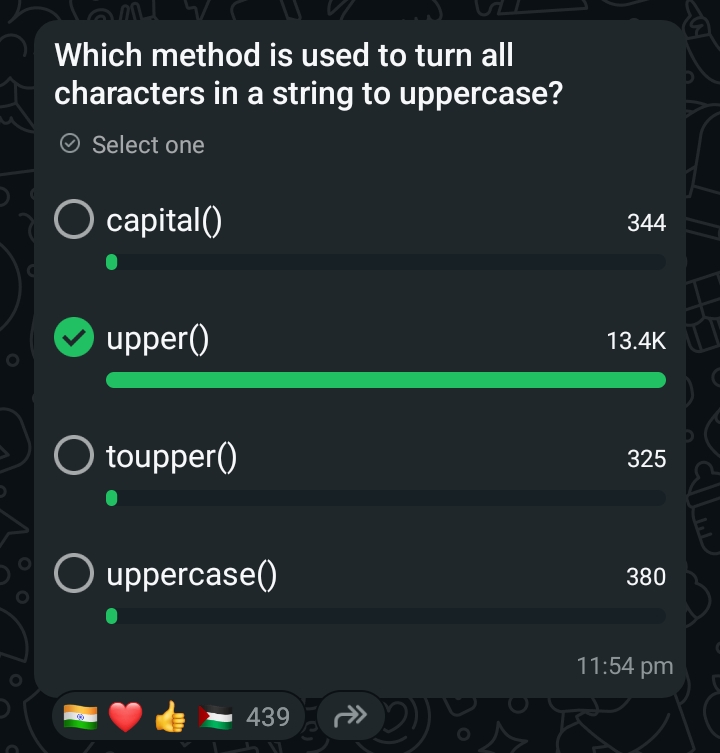 Which method is used to turn all
characters in a string to uppercase?
Select one
capital() 344
upper() 13.4K
toupper() 325
uppercase() 380
11:54 pm
439